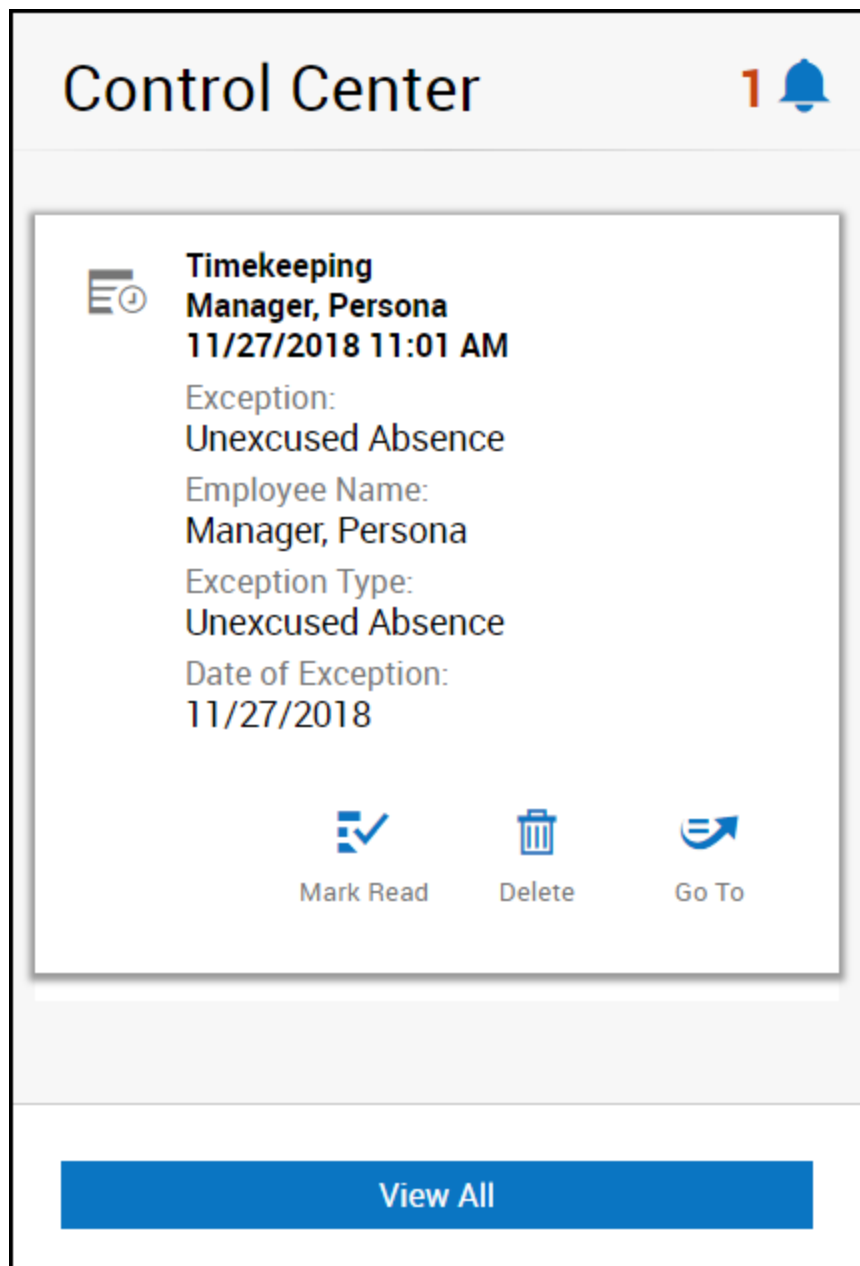 Control Center
1
Timekeeping
Manager, Persona
11/27/2018 11:01 AM
Exception:
Unexcused Absence
Employee Name:
Manager, Persona
Exception Type:
Unexcused Absence
Date of Exception:
11/27/2018
Mark Read Delete Go To
View All